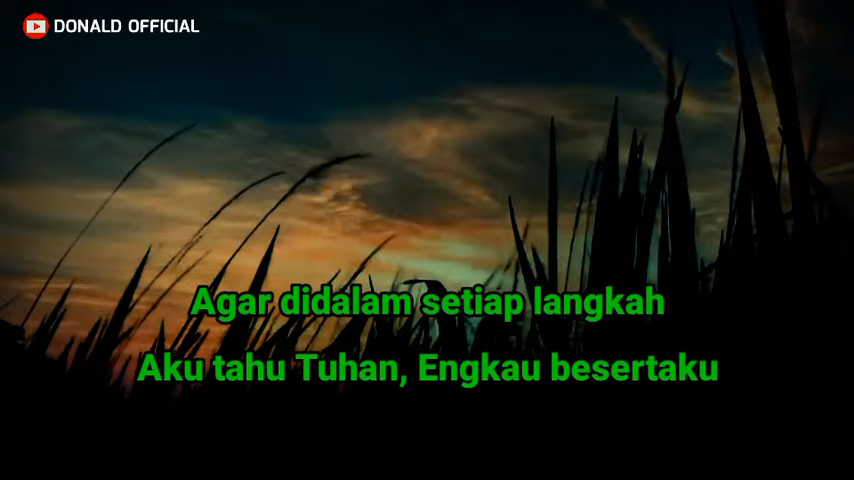 DONALD OFFICIAL
Agar didalam setiap langkah
Aku tahu Tuhan, Engkau besertaku